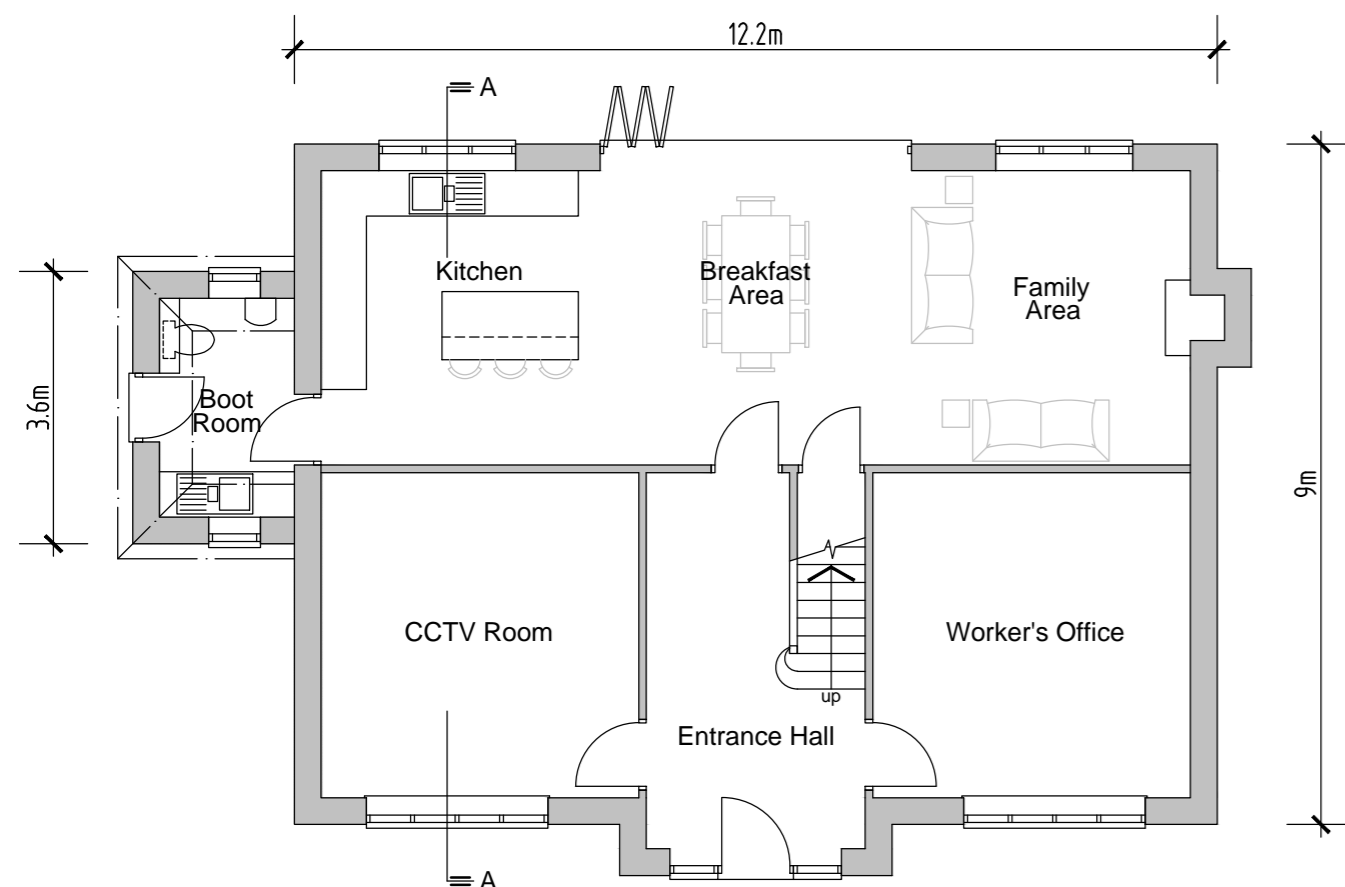 12.2m
A
Kitchen
Breakfast
Area
Family
Area
3.6m
Boot
Room
9m
CCTV Room
Worker's Office
up
Entrance Hall
A